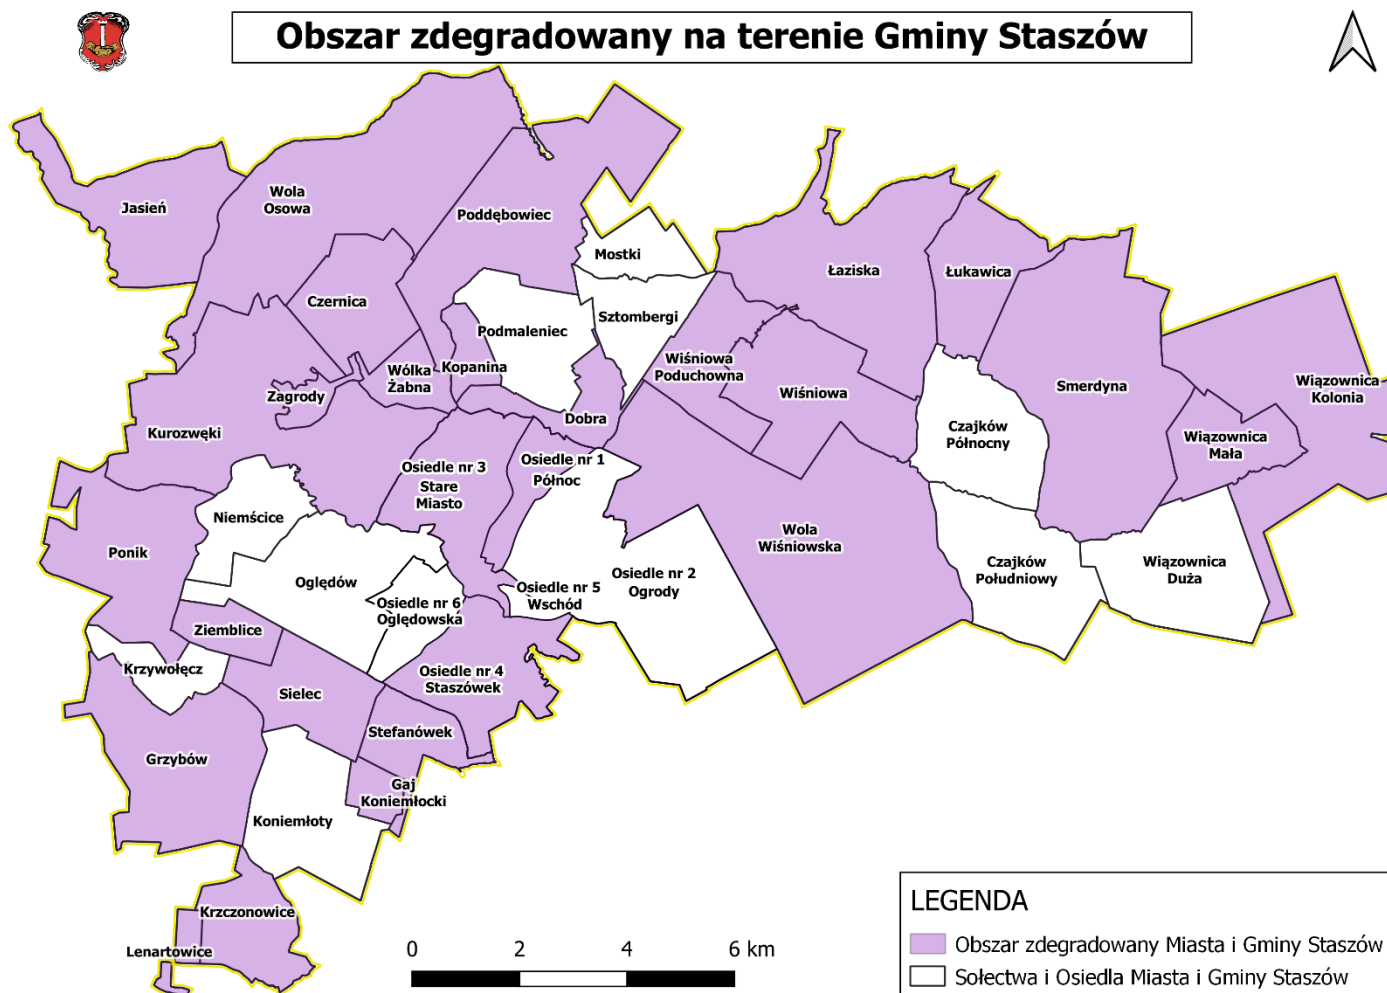 Obszar zdegradowany na terenie Gminy Staszów
Jasień
Wola
Osowa
Poddębowiec
Mostki
Łaziska
Łukawica
Czernica
Podmaleniec
Sztombergi
Wiśniowa
Poduchowna
Kopanina
Wólka
Żabna
Zagrody
Wiśniowa
Smerdyna
Wiązownica
Kolonia
Dobra
Kurozwęki
Czajków
Północny
Wiązownica
Mała
Osiedle nr 3
Stare
Miasto
Osiedle nr 1
Północ
Niemścice
Ponik
Wola
Wiśniowska
Oględów
Czajków
Południowy
Wiązownica
Duża
Osiedle nr 2
Ogrody
Osiedle nr 5
Wschód
Osiedle nr 6
Oględowska
Ziemblice
Krzywołęcz
Osiedle nr 4
Staszówek
Sielec
Stefanówek
Grzybów
Gaj
Koniemłocki
Koniemłoty
Krzczonowice
Lenartowice
0 2 4 6 km
LEGENDA
Obszar zdegradowany Miasta i Gminy Staszów
Sołectwa i Osiedla Miasta i Gminy Staszów